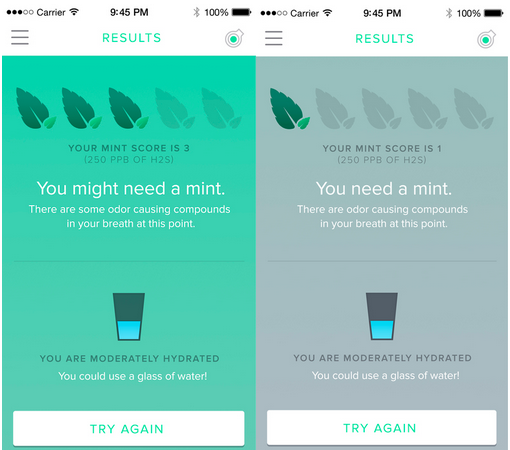 Carrier 9:45 PM 100%
RESULTS
YOUR MINT SCORE IS 3
(250 PPB OF H2S)
You might need a mint.
There are some odor causing compounds
in your breath at this point.
YOU ARE MODERATELY HYDRATED
You could use a glass of water!
TRY AGAIN
Carrier 9:45 PM 100%
RESULTS
YOUR MINT SCORE IS 1
(250 PPB OF H2S)
You need a mint.
There are some odor causing compounds
in your breath at this point.
YOU ARE MODERATELY HYDRATED
You could use a glass of water!
TRY AGAIN